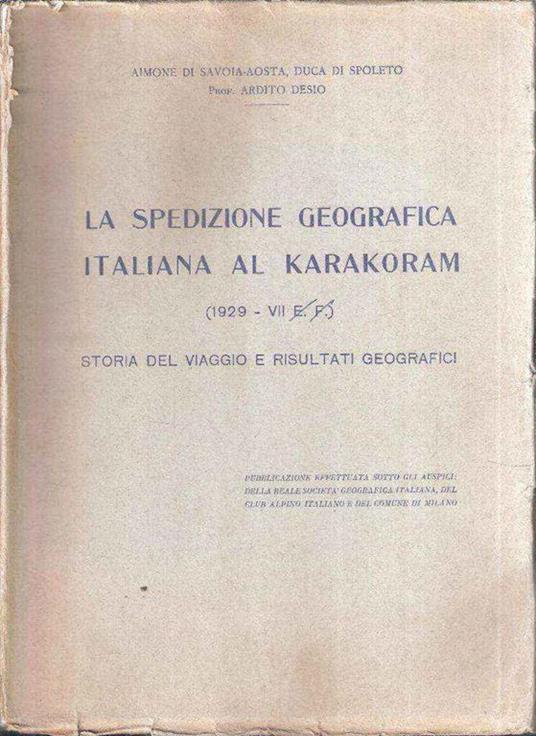 AIMONE DI SAVOIA-AOSTA, DUCA DI SPOLETO
PROF. ARDITO DESIO
LA SPEDIZIONE GEOGRAFICA
ITALIANA AL KARAKORAM
(1929 - VII E. F.)
STORIA DEL VIAGGIO E RISULTATI GEOGRAFICI
PUBBLICAZIONE EFFETTUATA SOTTO GLI AUSPICI:
DELLA REALE SOCIETA' GEOGRAFICA ITALIANA, DEL
CLUB ALPINO ITALIANO E DEL COMUNE DI MILANO